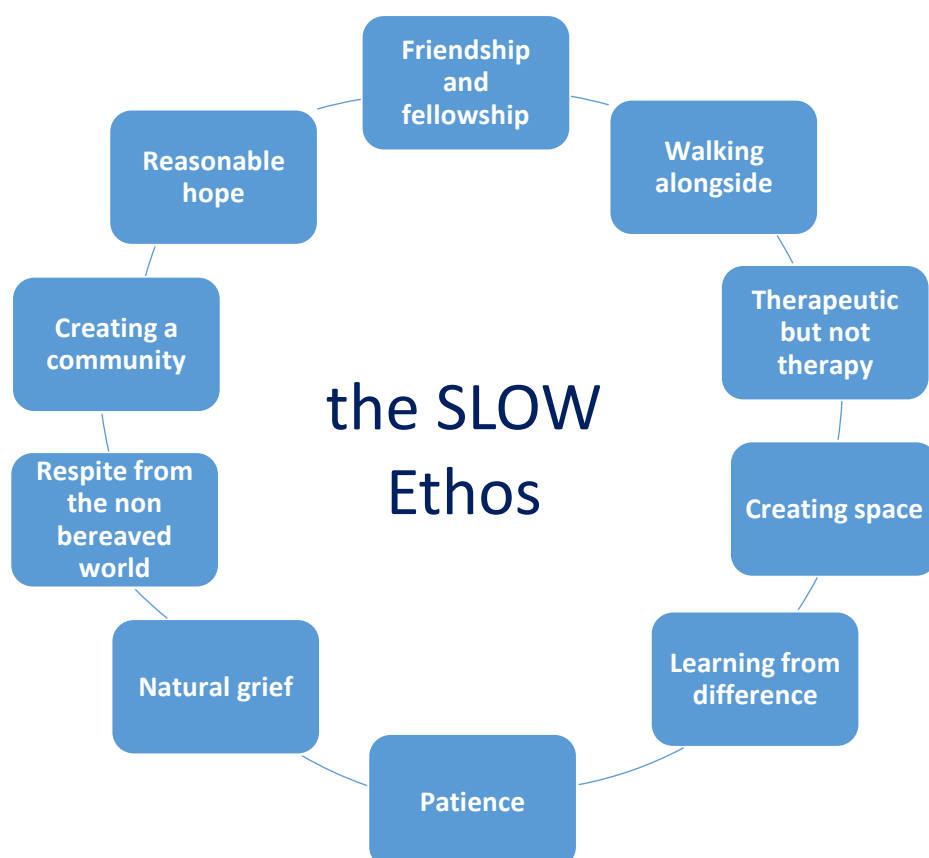 Friendship
and
fellowship
Walking
alongside
Therapeutic
but not
therapy
Creating space
Learning from
difference
Patience
Natural grief
Respite from
the non
bereaved
world
Creating a
community
Reasonable
hope
the SLOW
Ethos